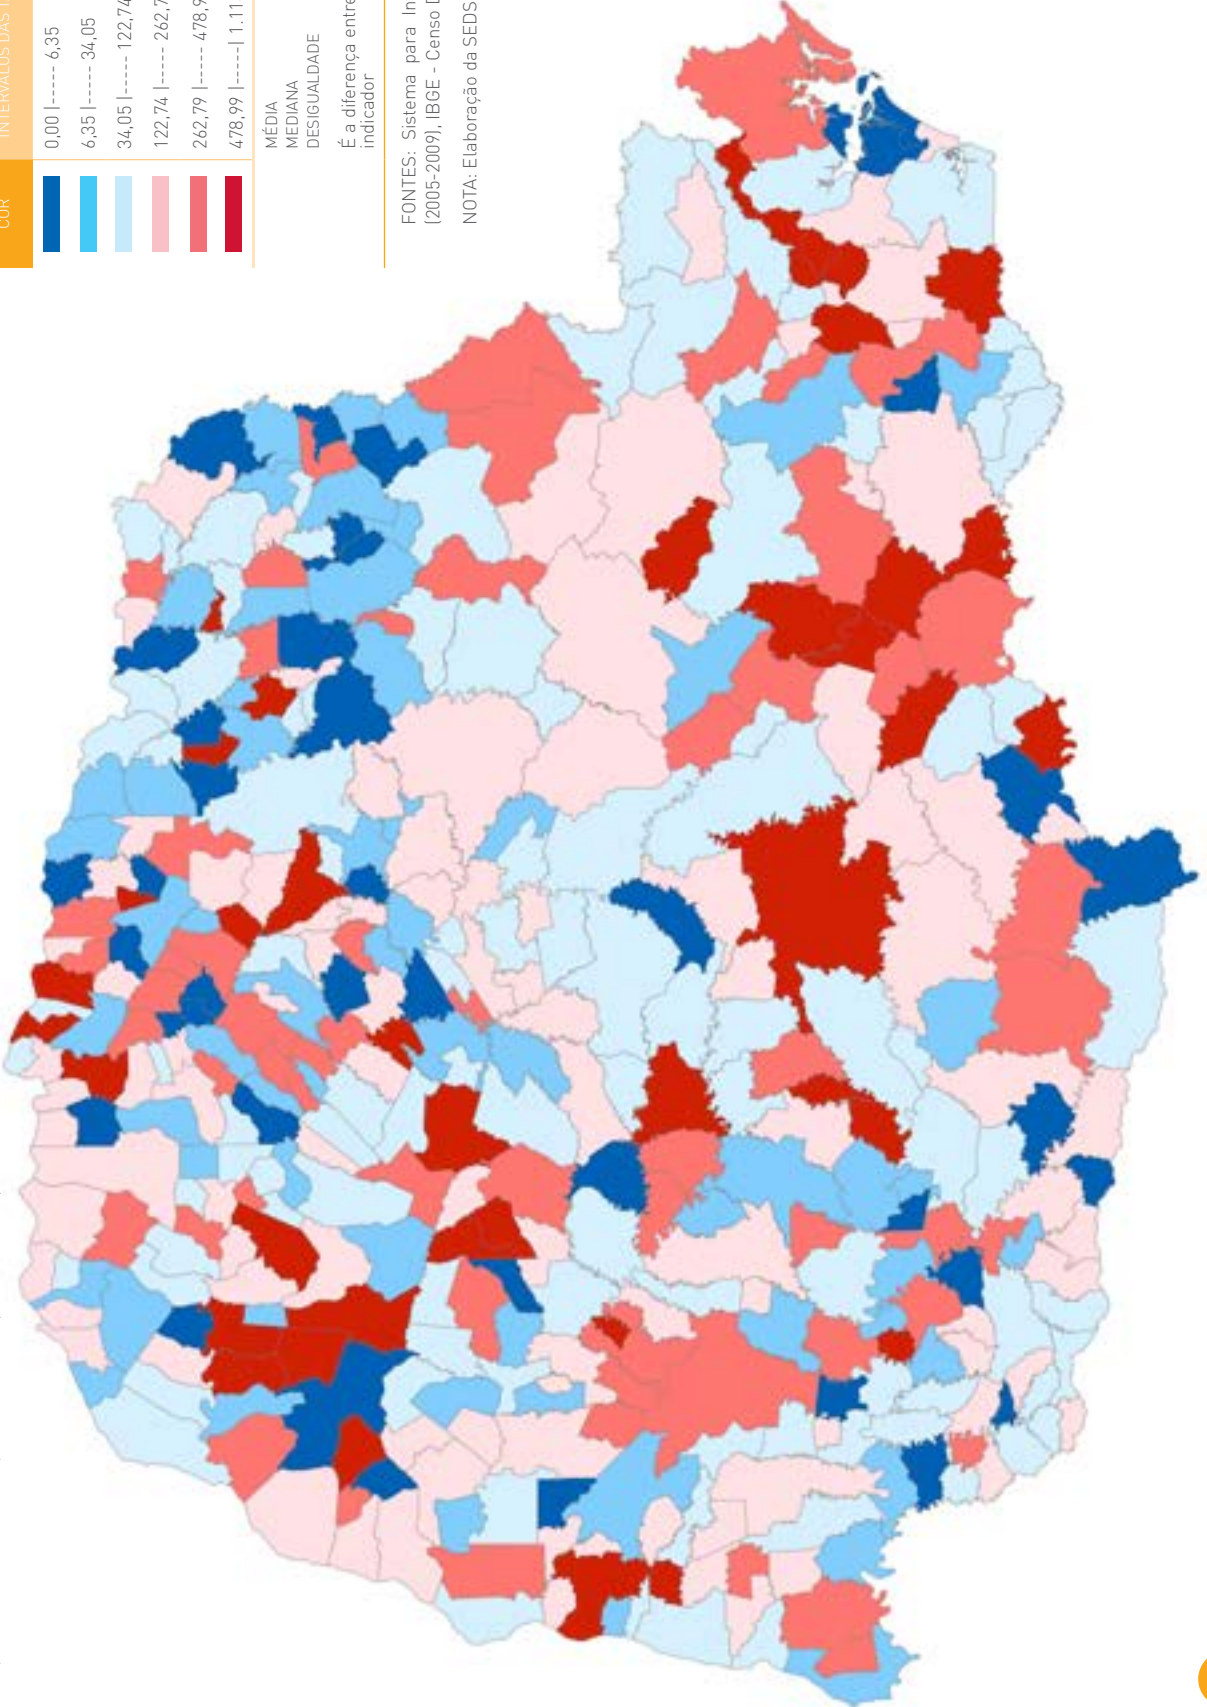 COR
INTERVALOS DAS
0,00 |----- 6,35
6,35 |----- 34,05
34,05 |----- 122,74
122,74 |---- 262,7
262,79 |----- 478,9
478,99 |-----| 1.11
MÉDIA
MEDIANA
DESIGUALDADE
É a diferença entre
indicador
FONTES: Sistema para In
(2005-2009), IBGE - Censo D
NOTA: Elaboração da SEDS